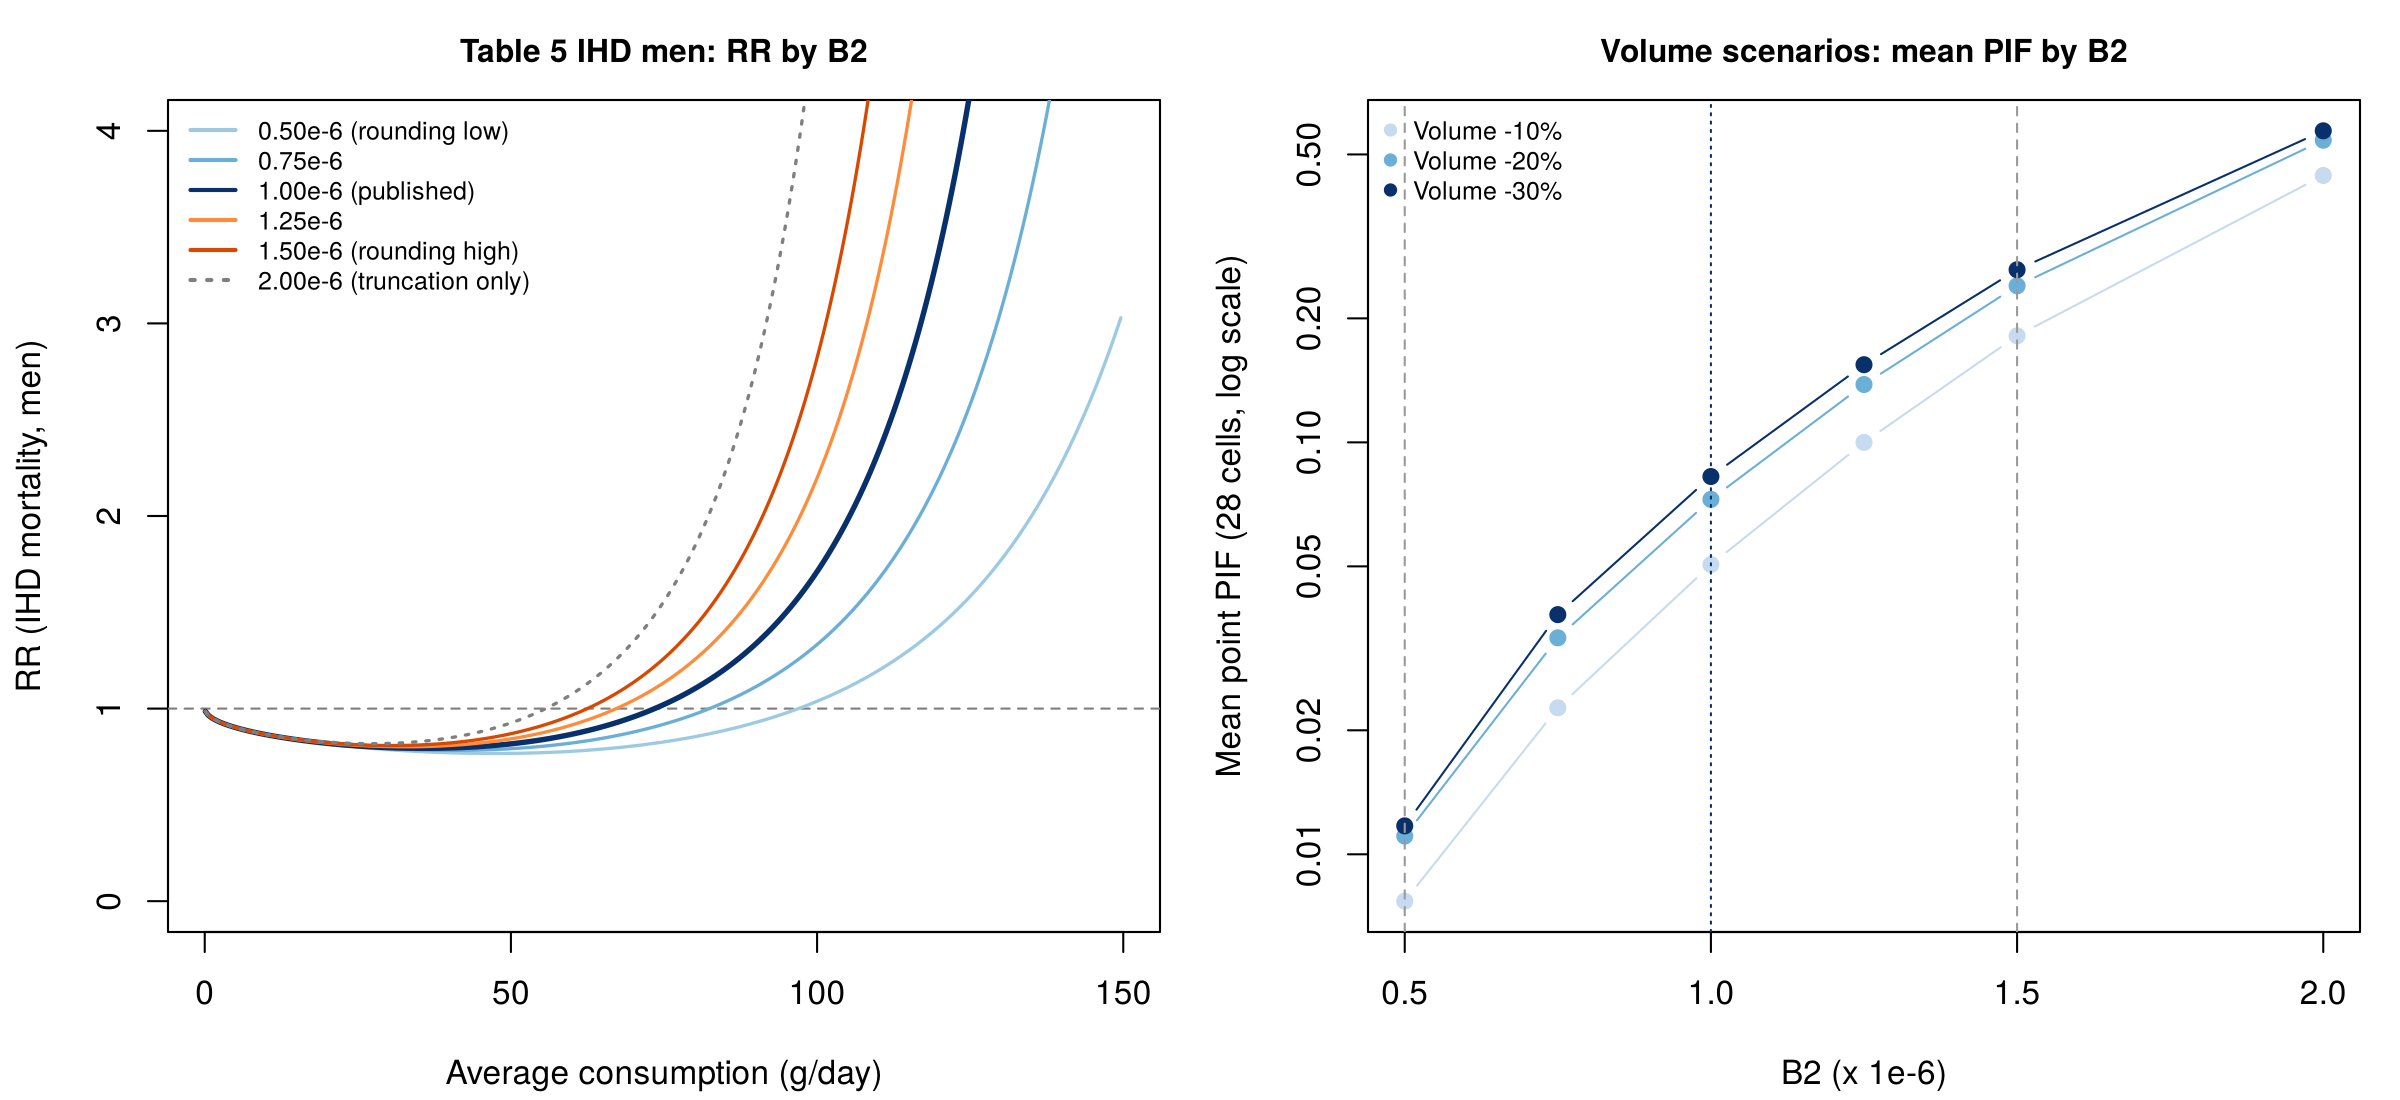 Table 5 IHD men: RR by B2
RR (IHD mortality, men)
4
3
2
1
0
0.50e-6 (rounding low)
0.75e-6
1.00e-6 (published)
1.25e-6
1.50e-6 (rounding high)
2.00e-6 (truncation only)
0 50 100 150
Average consumption (g/day)
Volume scenarios: mean PIF by B2
Mean point PIF (28 cells, log scale)
0.50
0.20
0.10
0.05
0.02
0.01
Volume -10%
Volume -20%
Volume -30%
0.5 1.0 1.5 2.0
B2 (x 1e-6)